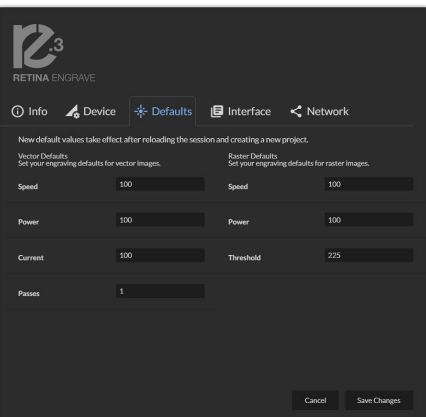 re.3
RETINA ENGRAVE
Info Device Defaults Interface Network
New default values take effect after reloading the session and creating a new project.
Vector Defaults
Set your engraving defaults for vector images.
Speed 100
Power 100
Current 100
Passes 1
Raster Defaults
Set your engraving defaults for raster images.
Speed 100
Power 100
Threshold 225
Cancel Save Changes